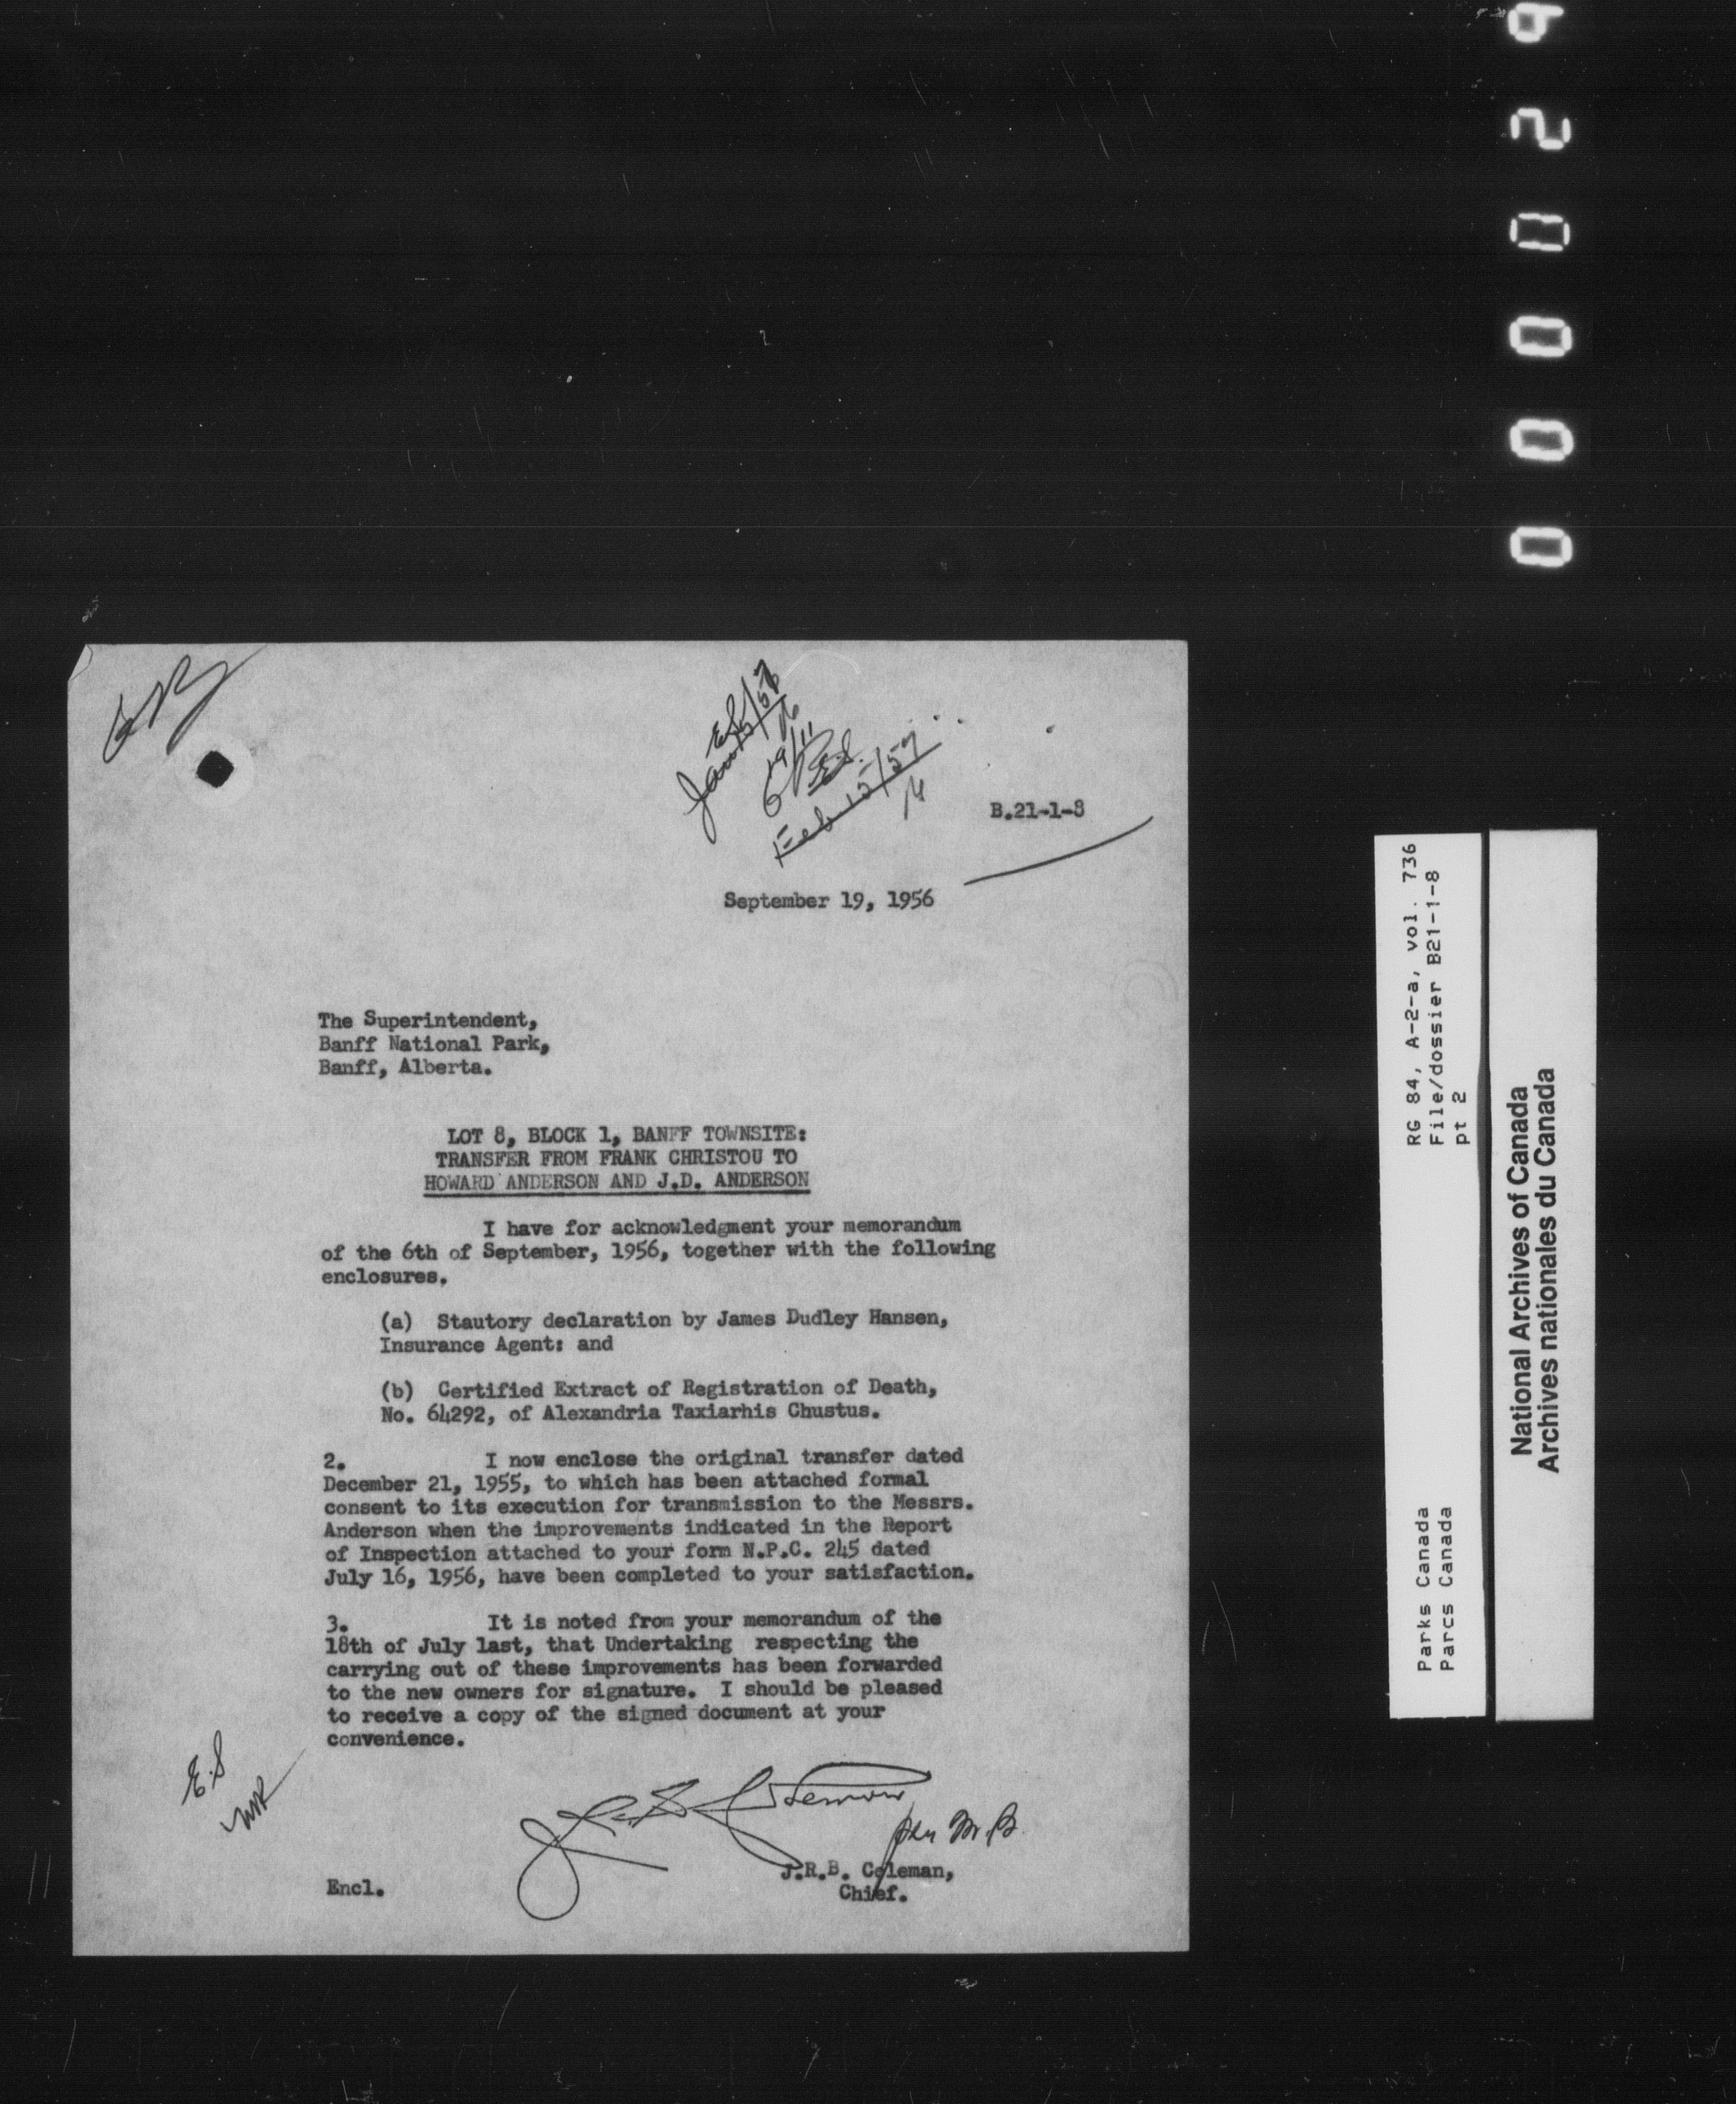 0000029
Jan 15/57
Feb 15/57
B.21-1-8
September 19, 1956
The Superintendent,
Banff National Park,
Banff, Alberta.
LOT 8, BLOCK 1, BANFF TOWNSITE:
TRANSFER FROM FRANK CHRISTOU TO
HOWARD ANDERSON AND J.D. ANDERSON
I have for acknowledgment your memorandum
of the 6th of September, 1956, together with the following
enclosures.
(a) Stautory declaration by James Dudley Hansen,
Insurance Agent: and
(b) Certified Extract of Registration of Death,
No. 64292, of Alexandria Taxiarhis Chustus.
2. I now enclose the original transfer dated
December 21, 1955, to which has been attached formal
consent to its execution for transmission to the Messrs.
Anderson when the improvements indicated in the Report
of Inspection attached to your form N.P.C. 245 dated
July 16, 1956, have been completed to your satisfaction.
3. It is noted from your memorandum of the
18th of July last, that Undertaking respecting the
carrying out of these improvements has been forwarded
to the new owners for signature. I should be pleased
to receive a copy of the signed document at your
convenience.
E.S
J.R.B. Coleman,
Chief.
Encl.
RG 84, A-2-a, vol. 736
File/dossier B21-1-8
pt 2
Parks Canada
Parcs Canada
National Archives of Canada
Archives nationales du Canada